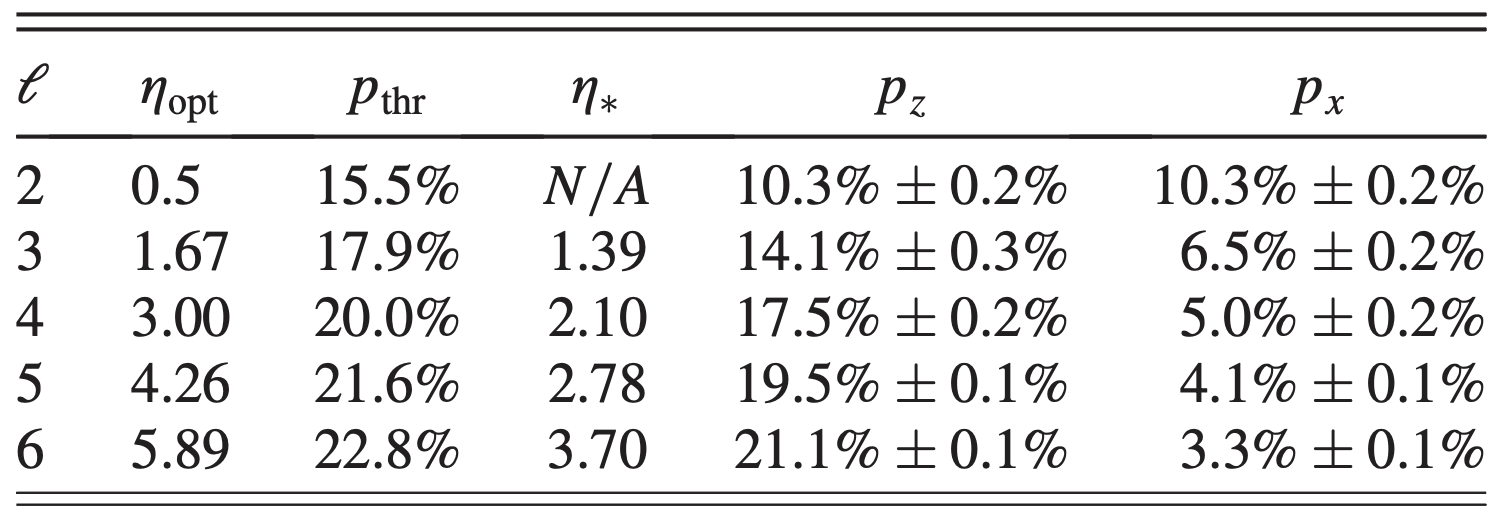 ℓ η_opt p_thr η_* p_z p_x
2 0.5 15.5% N/A 10.3% ± 0.2% 10.3% ± 0.2%
3 1.67 17.9% 1.39 14.1% ± 0.3% 6.5% ± 0.2%
4 3.00 20.0% 2.10 17.5% ± 0.2% 5.0% ± 0.2%
5 4.26 21.6% 2.78 19.5% ± 0.1% 4.1% ± 0.1%
6 5.89 22.8% 3.70 21.1% ± 0.1% 3.3% ± 0.1%